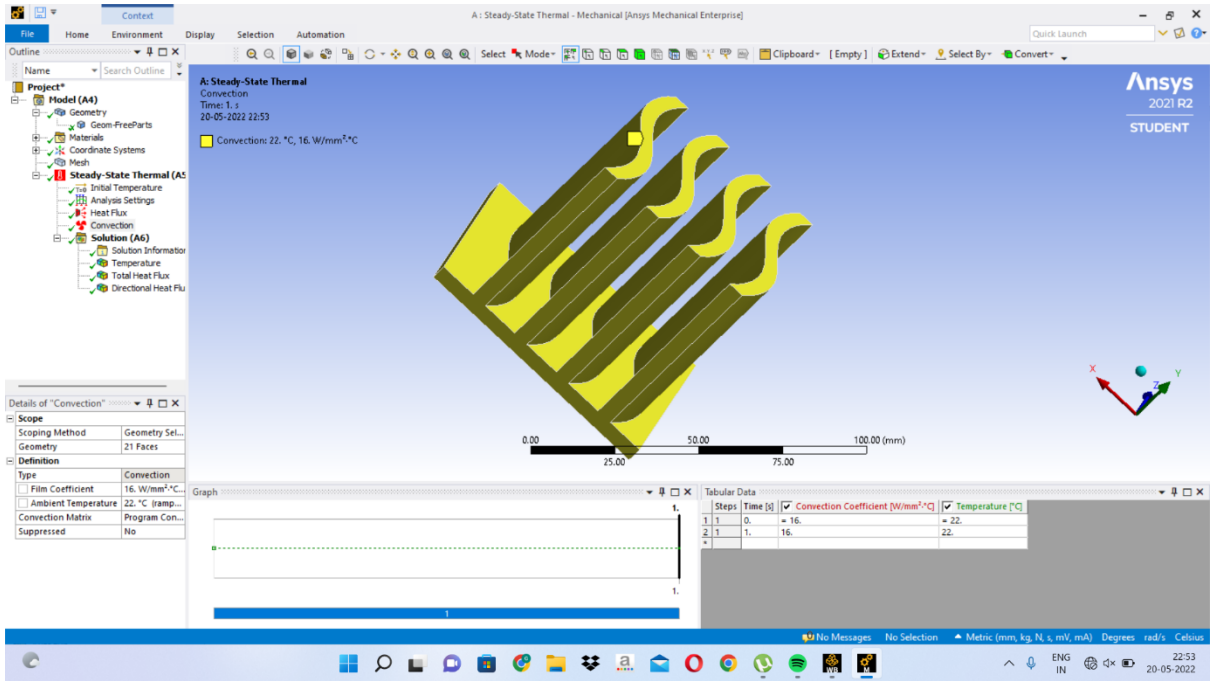 Context
A : Steady-State Thermal - Mechanical [Ansys Mechanical Enterprise]
File Home Environment Display Selection Automation
Quick Launch
Outline
Name Search Outline
Project*
Model (A4)
Geometry
Geom-FreeParts
Materials
Coordinate Systems
Mesh
Steady-State Thermal (A5
Initial Temperature
Analysis Settings
Heat Flux
Convection
Solution (A6)
Solution Information
Temperature
Total Heat Flux
Directional Heat Flu
Select Mode Clipboard [ Empty ] Extend Select By Convert
A: Steady-State Thermal
Convection
Time: 1. s
20-05-2022 22:53
Convection: 22. °C, 16. W/mm²·°C
Ansys
2021 R2
STUDENT
X
Y
Z
0.00 50.00 100.00 (mm)
25.00 75.00
Details of "Convection"
Scope
Scoping Method Geometry Sel...
Geometry 21 Faces
Definition
Type Convection
Film Coefficient 16. W/mm²·°C...
Ambient Temperature 22. °C (ramp...
Convection Matrix Program Con...
Suppressed No
Graph
1.
1.
1
Tabular Data
Steps Time [s] Convection Coefficient [W/mm²·°C] Temperature [°C]
1 1 0. = 16. = 22.
2 1 1. 16. 22.
*
No Messages No Selection Metric (mm, kg, N, s, mV, mA) Degrees rad/s Celsius
ENG
IN
22:53
20-05-2022